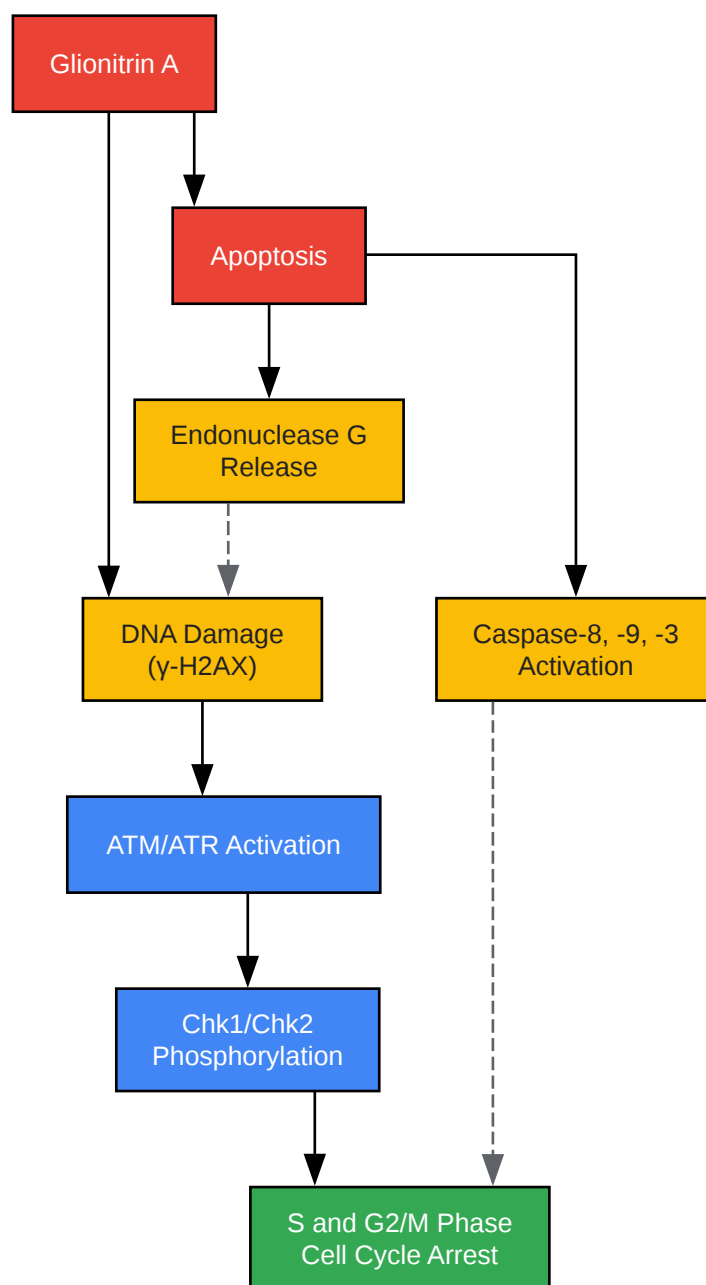 Glionitrin A
Apoptosis
Endonuclease G
Release
DNA Damage
(γ-H2AX)
Caspase-8, -9, -3
Activation
ATM/ATR Activation
Chk1/Chk2
Phosphorylation
S and G2/M Phase
Cell Cycle Arrest